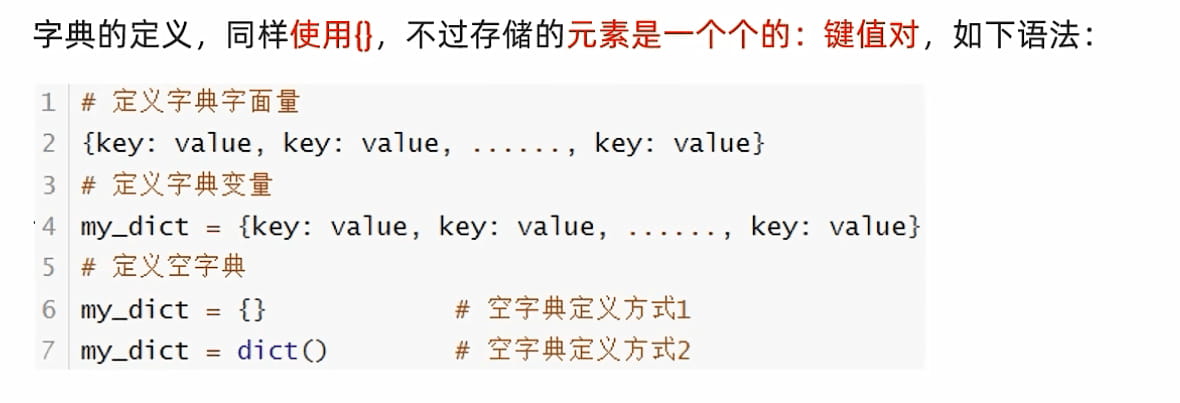 字典的定义，同样使用{}，不过存储的元素是一个个的：键值对，如下语法：
1 # 定义字典字面量
2 {key: value, key: value, ......, key: value}
3 # 定义字典变量
4 my_dict = {key: value, key: value, ......, key: value}
5 # 定义空字典
6 my_dict = {} # 空字典定义方式1
7 my_dict = dict() # 空字典定义方式2